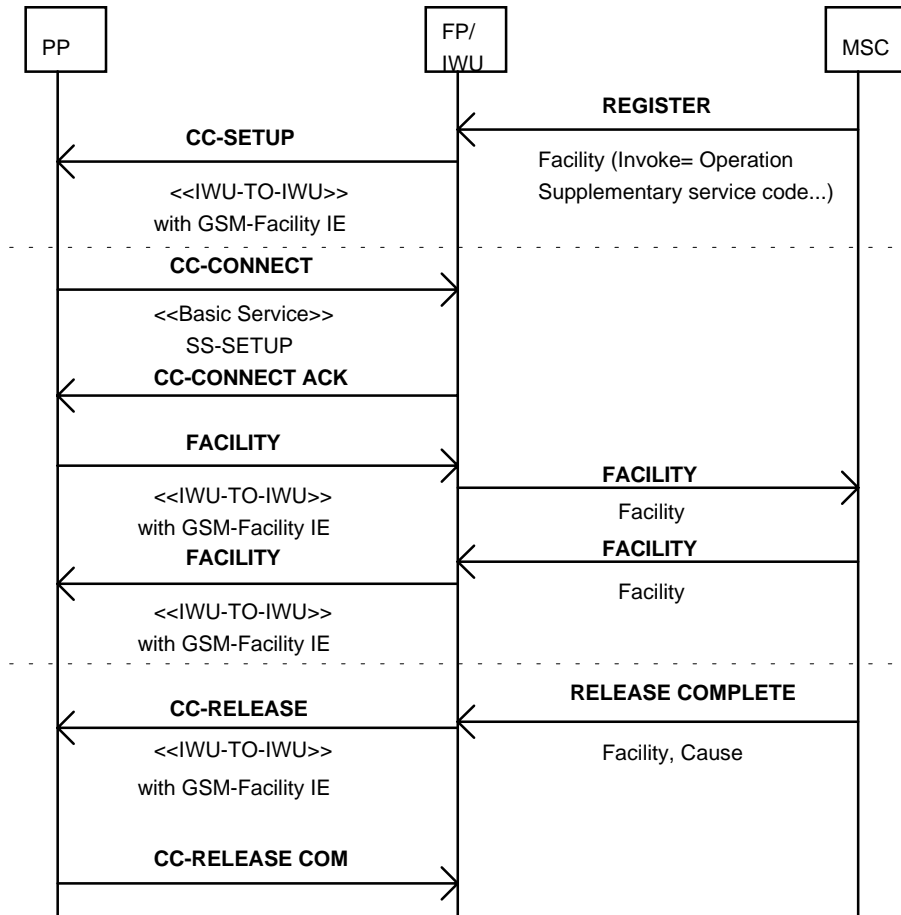 PP
FP/
IWU
MSC
REGISTER
CC-SETUP
Facility (Invoke= Operation
Supplementary service code...)
<<IWU-TO-IWU>>
with GSM-Facility IE
CC-CONNECT
<<Basic Service>>
SS-SETUP
CC-CONNECT ACK
FACILITY
FACILITY
<<IWU-TO-IWU>>
Facility
with GSM-Facility IE
FACILITY
FACILITY
Facility
<<IWU-TO-IWU>>
with GSM-Facility IE
RELEASE COMPLETE
CC-RELEASE
<<IWU-TO-IWU>>
Facility, Cause
with GSM-Facility IE
CC-RELEASE COM